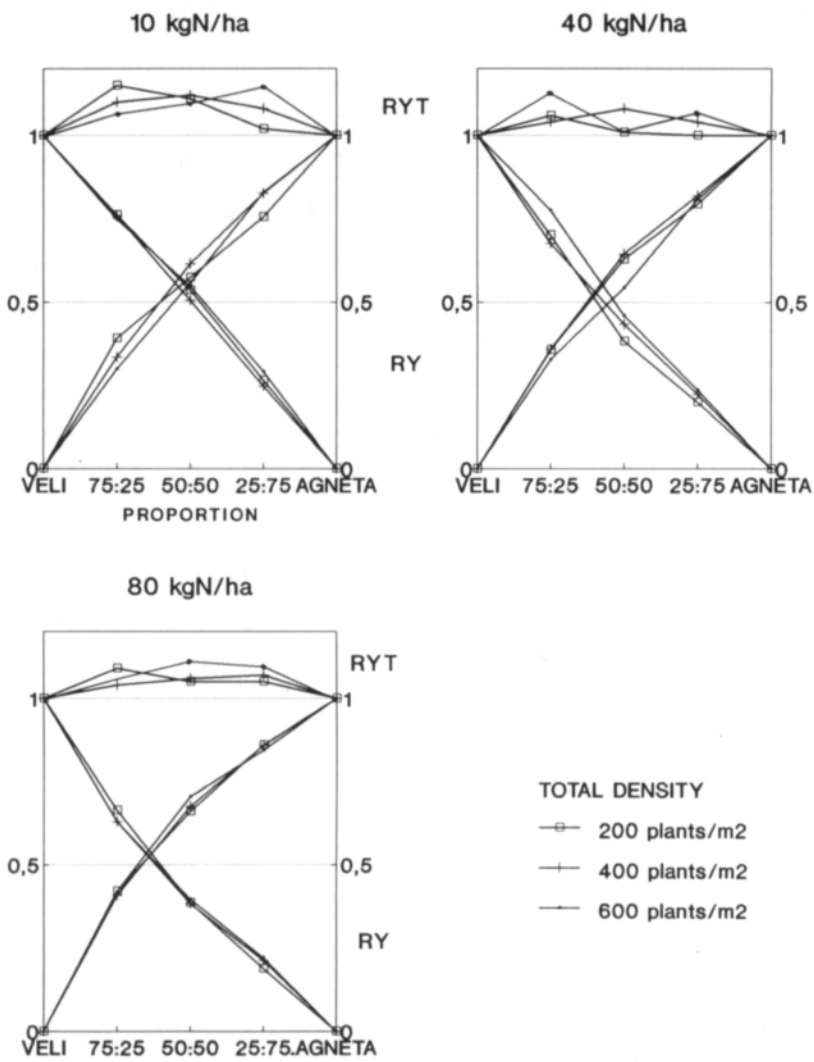 10 kgN/ha
40 kgN/ha
RYT
1
1
1
1
0,5
0,5
0,5
0,5
RY
0
0
0
0
VELI 75:25 50:50 25:75 AGNETA
VELI 75:25 50:50 25:75 AGNETA
PROPORTION
80 kgN/ha
RYT
1
1
0,5
0,5
RY
0
0
VELI 75:25 50:50 25:75 AGNETA
TOTAL DENSITY
200 plants/m2
400 plants/m2
600 plants/m2